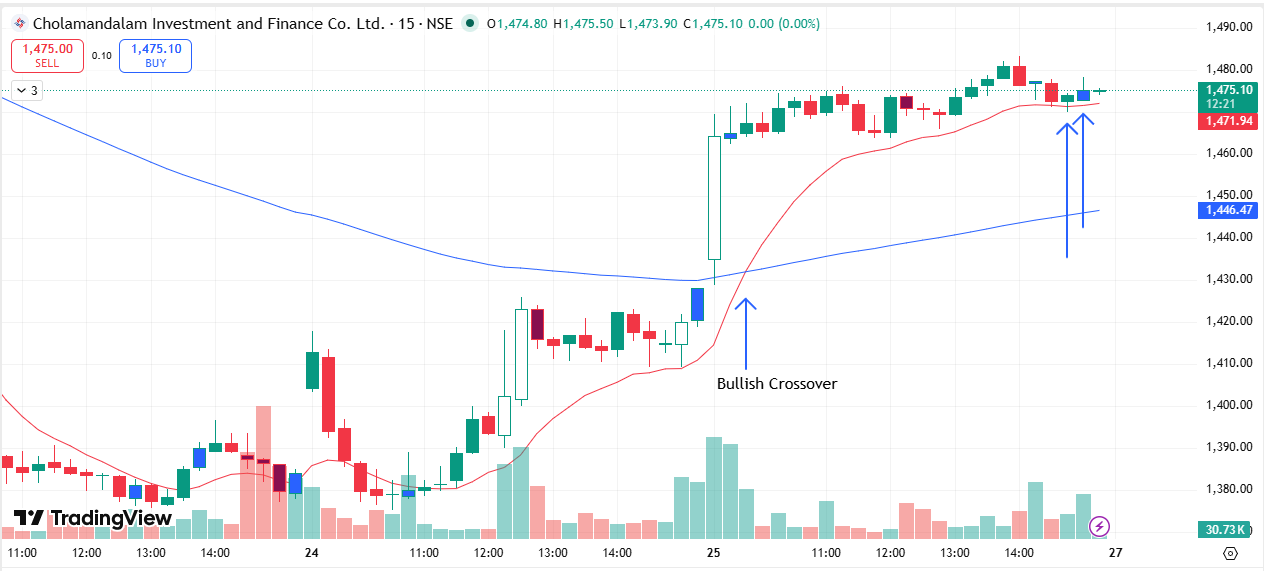 Cholamandalam Investment and Finance Co. Ltd. · 15 · NSE O1,474.80 H1,475.50 L1,473.90 C1,475.10 0.00 (0.00%)
1,475.00
SELL
0.10
1,475.10
BUY
3
1,490.00
1,480.00
1,475.10
12:21
1,471.94
1,460.00
1,450.00
1,446.47
1,440.00
1,430.00
1,420.00
1,410.00
1,400.00
1,390.00
1,380.00
30.73 K
Bullish Crossover
TradingView
11:00 12:00 13:00 14:00 24 11:00 12:00 13:00 14:00 25 11:00 12:00 13:00 14:00 27